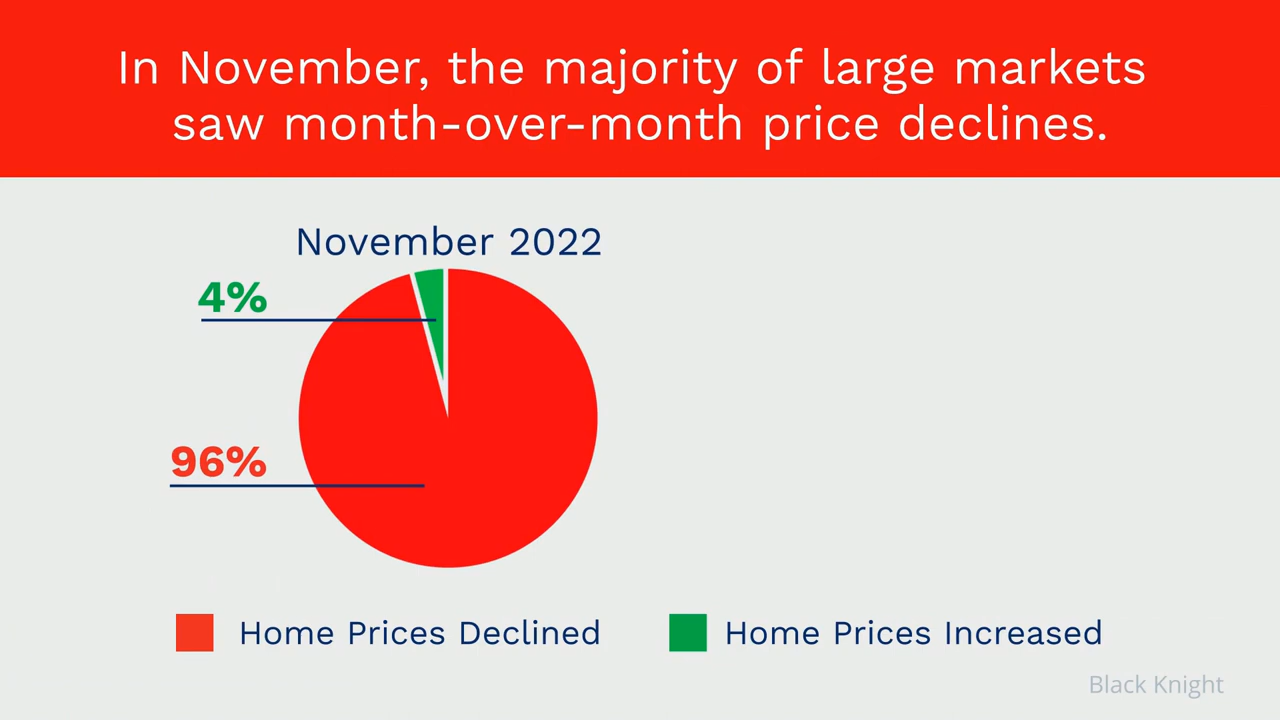 In November, the majority of large markets
saw month-over-month price declines.
November 2022
4%
96%
Home Prices Declined
Home Prices Increased
Black Knight